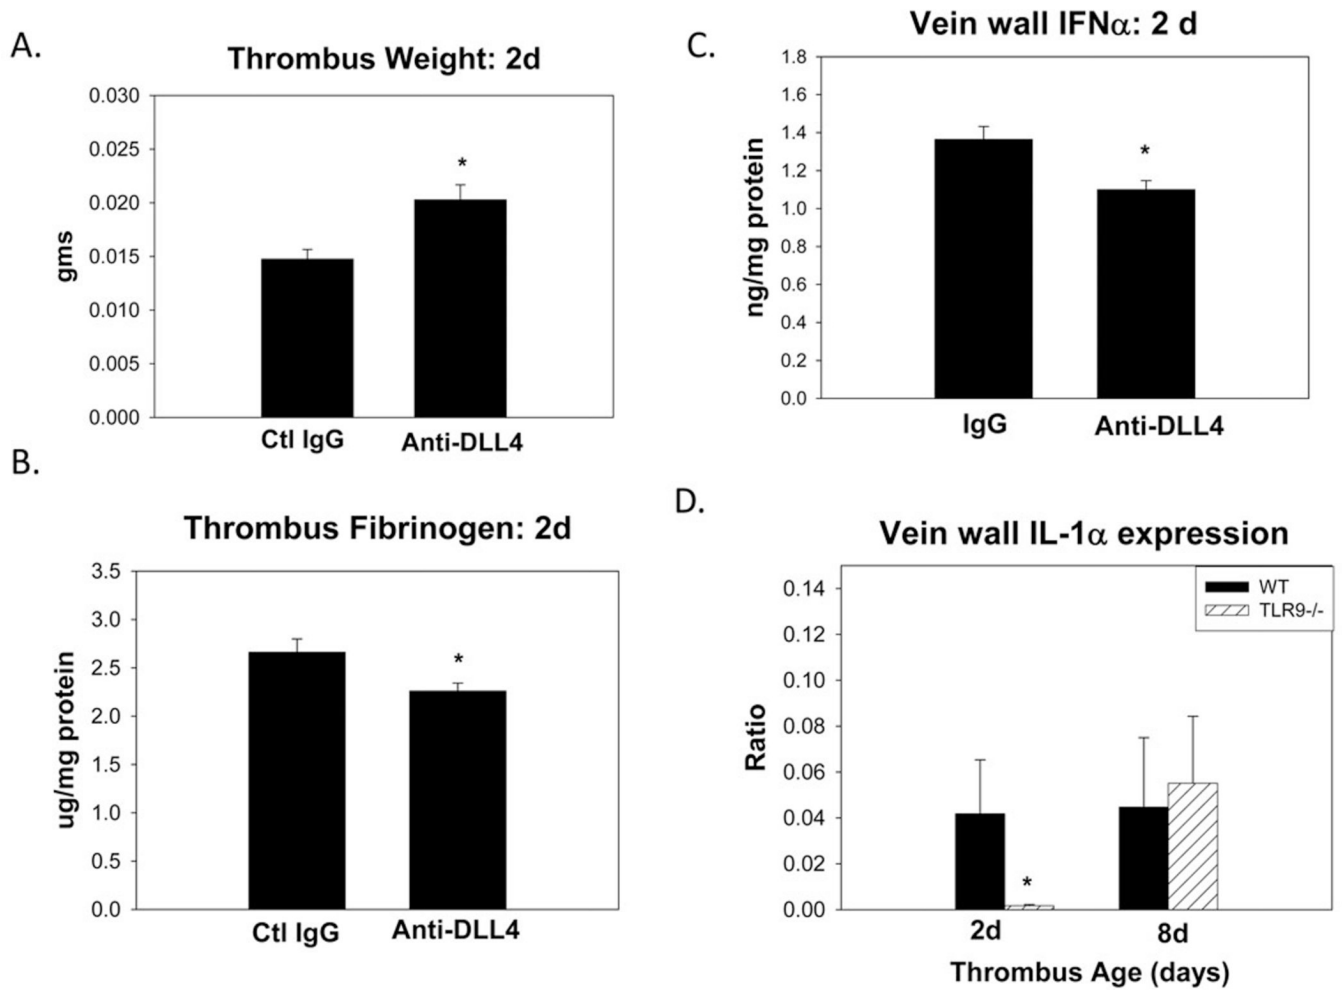 A.
Thrombus Weight: 2d
0.030
0.025
0.020
0.015
0.010
0.005
0.000
gms
*
Ctl IgG
Anti-DLL4
B.
Thrombus Fibrinogen: 2d
3.5
3.0
2.5
2.0
1.5
1.0
0.5
0.0
ug/mg protein
*
Ctl IgG
Anti-DLL4
C.
Vein wall IFNα: 2 d
1.8
1.6
1.4
1.2
1.0
0.8
0.6
0.4
0.2
0.0
ng/mg protein
*
IgG
Anti-DLL4
D.
Vein wall IL-1α expression
0.14
0.12
0.10
0.08
0.06
0.04
0.02
0.00
Ratio
WT
TLR9-/-
*
2d
8d
Thrombus Age (days)